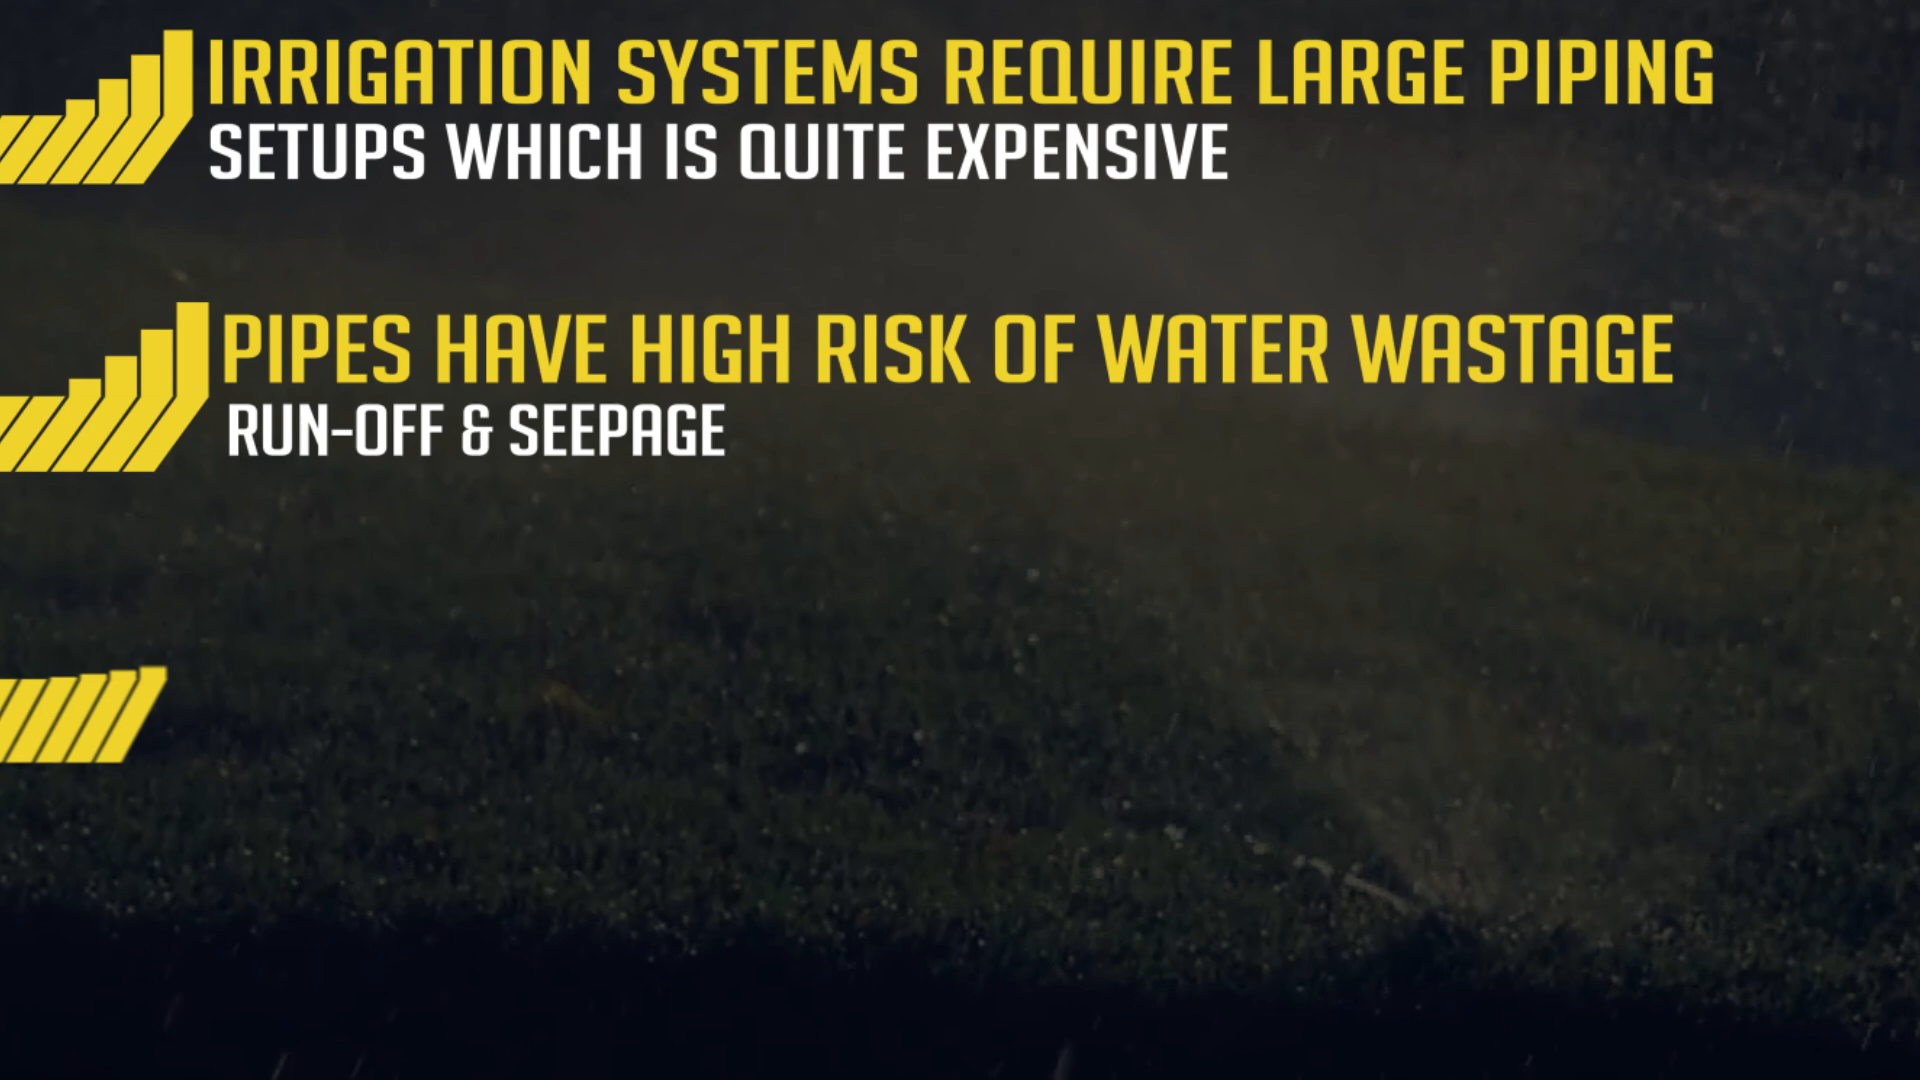 IRRIGATION SYSTEMS REQUIRE LARGE PIPING
SETUPS WHICH IS QUITE EXPENSIVE
PIPES HAVE HIGH RISK OF WATER WASTAGE
RUN-OFF & SEEPAGE